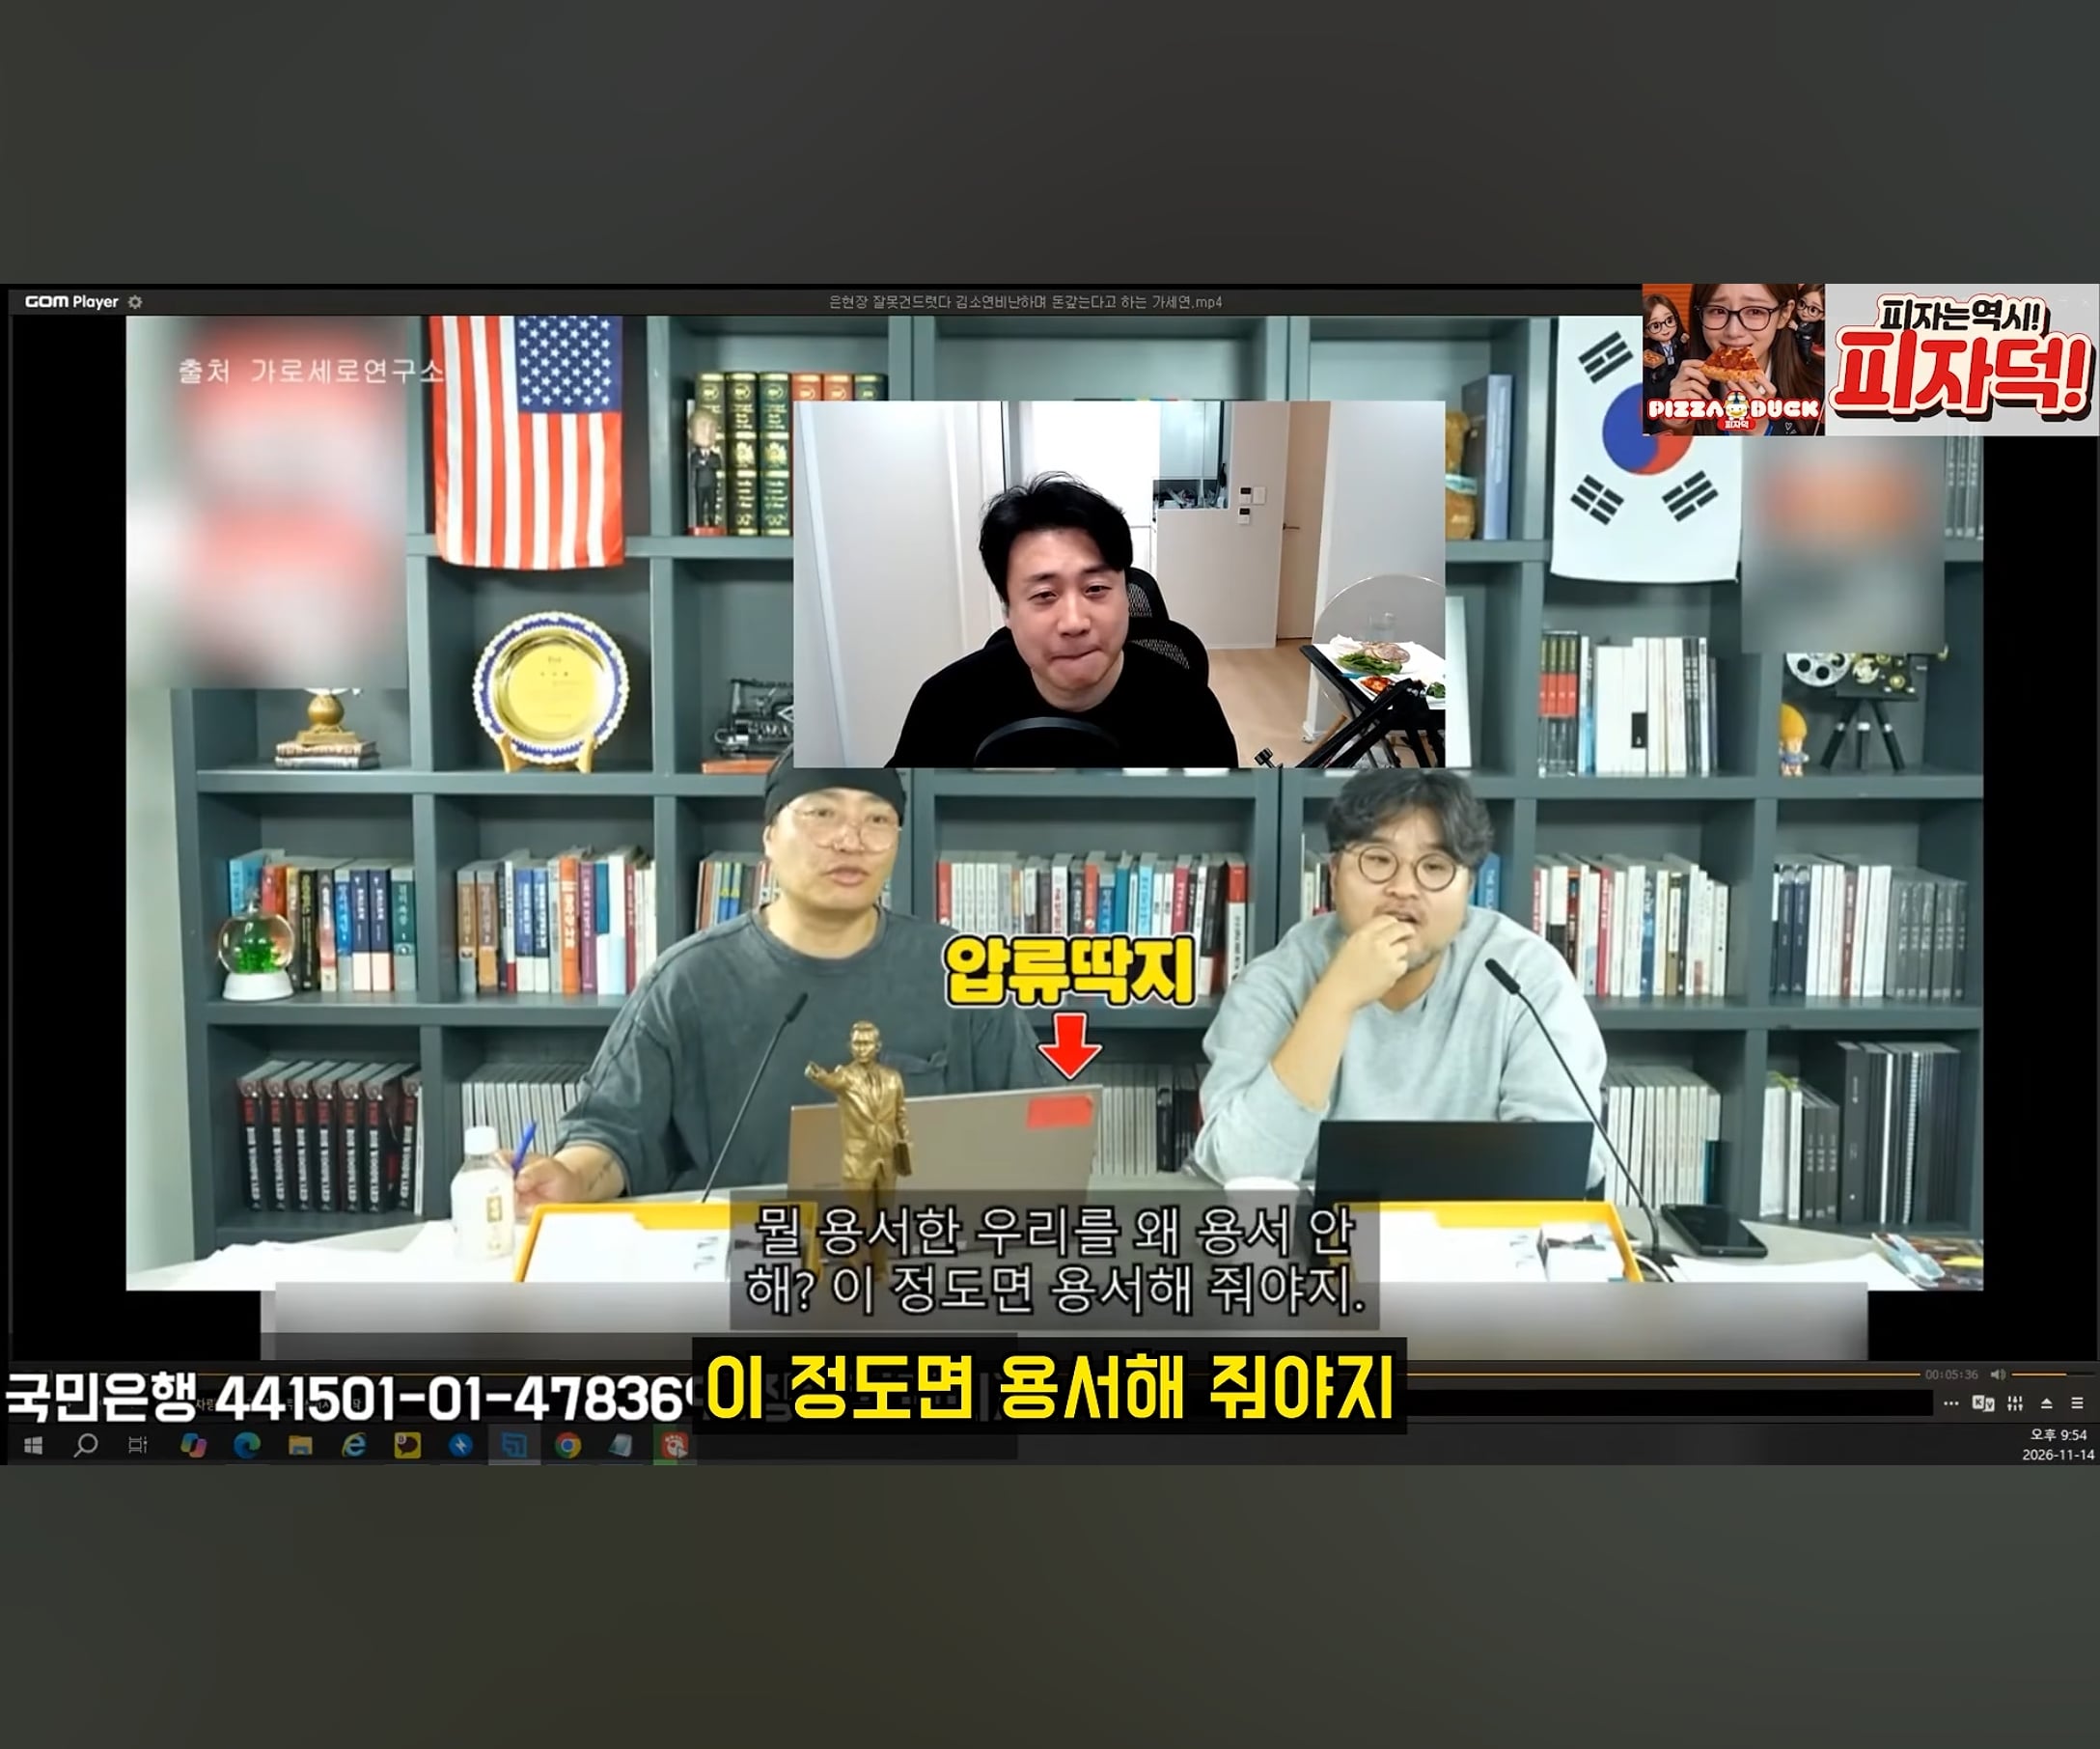 GOM Player
은현장 잘못건드렷다 김소연비난하며 돈갚는다고 하는 가세연.mp4
출처 가로세로연구소
피자는역시!
피자덕!
PIZZA DUCK
피자덕
압류딱지
뭘 용서한 우리를 왜 용서 안
해? 이 정도면 용서해 줘야지.
이 정도면 용서해 줘야지
00:05:36
국민은행 441501-01-478369
오후 9:54
2026-11-14